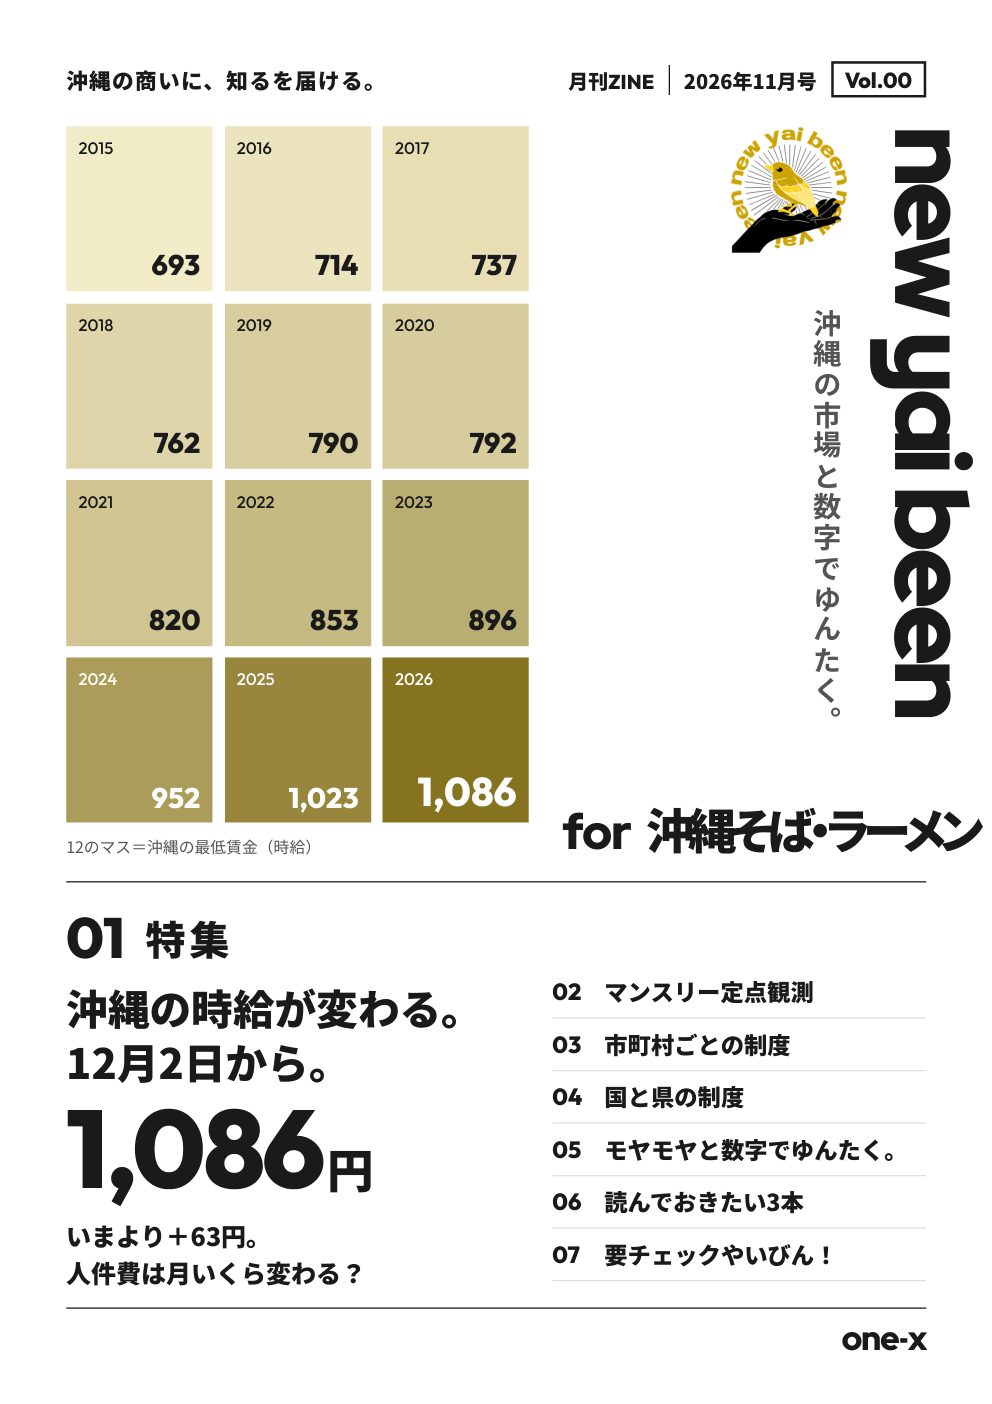 沖縄の商いに、知るを届ける。
月刊ZINE
2026年11月号
Vol.00
2015
693
2016
714
2017
737
2018
762
2019
790
2020
792
2021
820
2022
853
2023
896
2024
952
2025
1,023
2026
1,086
12のマス＝沖縄の最低賃金（時給）
new yai been new yai been new yai
new yai been
沖縄の市場と数字でゆんたく。
for 沖縄そば・ラーメン
01 特集
沖縄の時給が変わる。
12月2日から。
1,086円
いまより＋63円。
人件費は月いくら変わる？
02 マンスリー定点観測
03 市町村ごとの制度
04 国と県の制度
05 モヤモヤと数字でゆんたく。
06 読んでおきたい3本
07 要チェックやいびん！
one-x